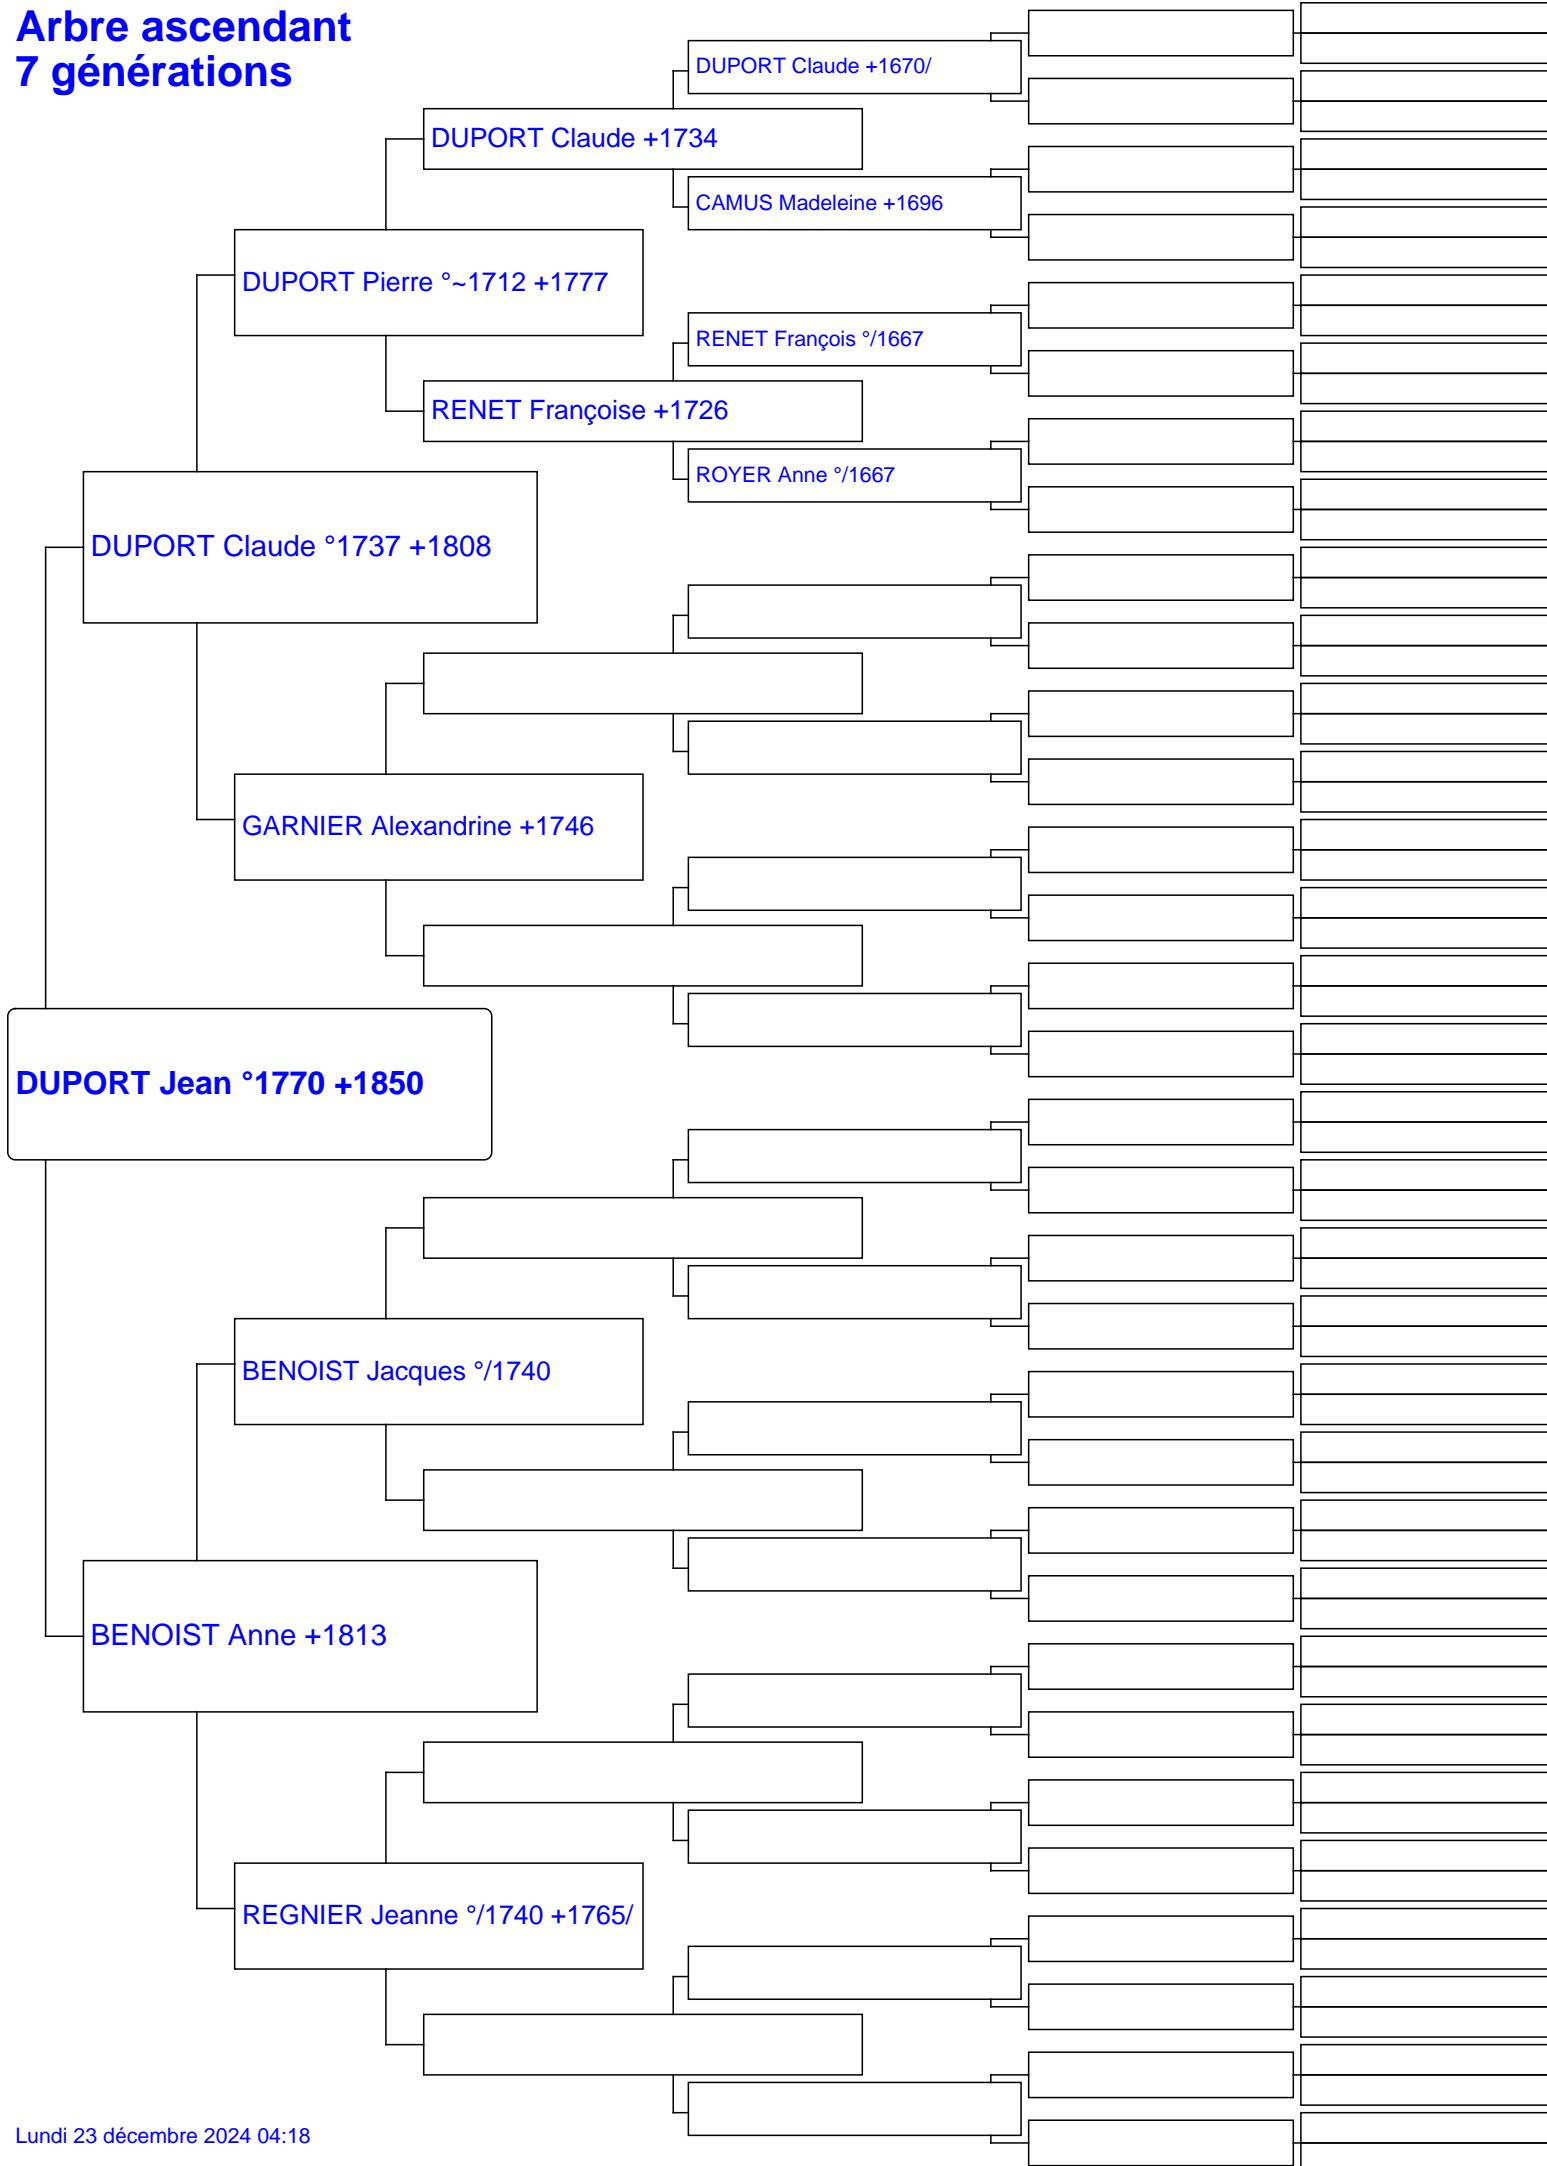 Arbre ascendant
7 générations
DUPORT Claude +1670/
DUPORT Claude +1734
CAMUS Madeleine +1696
DUPORT Pierre °~1712 +1777
RENET François °/1667
RENET Françoise +1726
ROYER Anne °/1667
DUPORT Claude °1737 +1808
GARNIER Alexandrine +1746
DUPORT Jean °1770 +1850
BENOIST Jacques °/1740
BENOIST Anne +1813
REGNIER Jeanne °/1740 +1765/
Lundi 23 décembre 2024 04:18